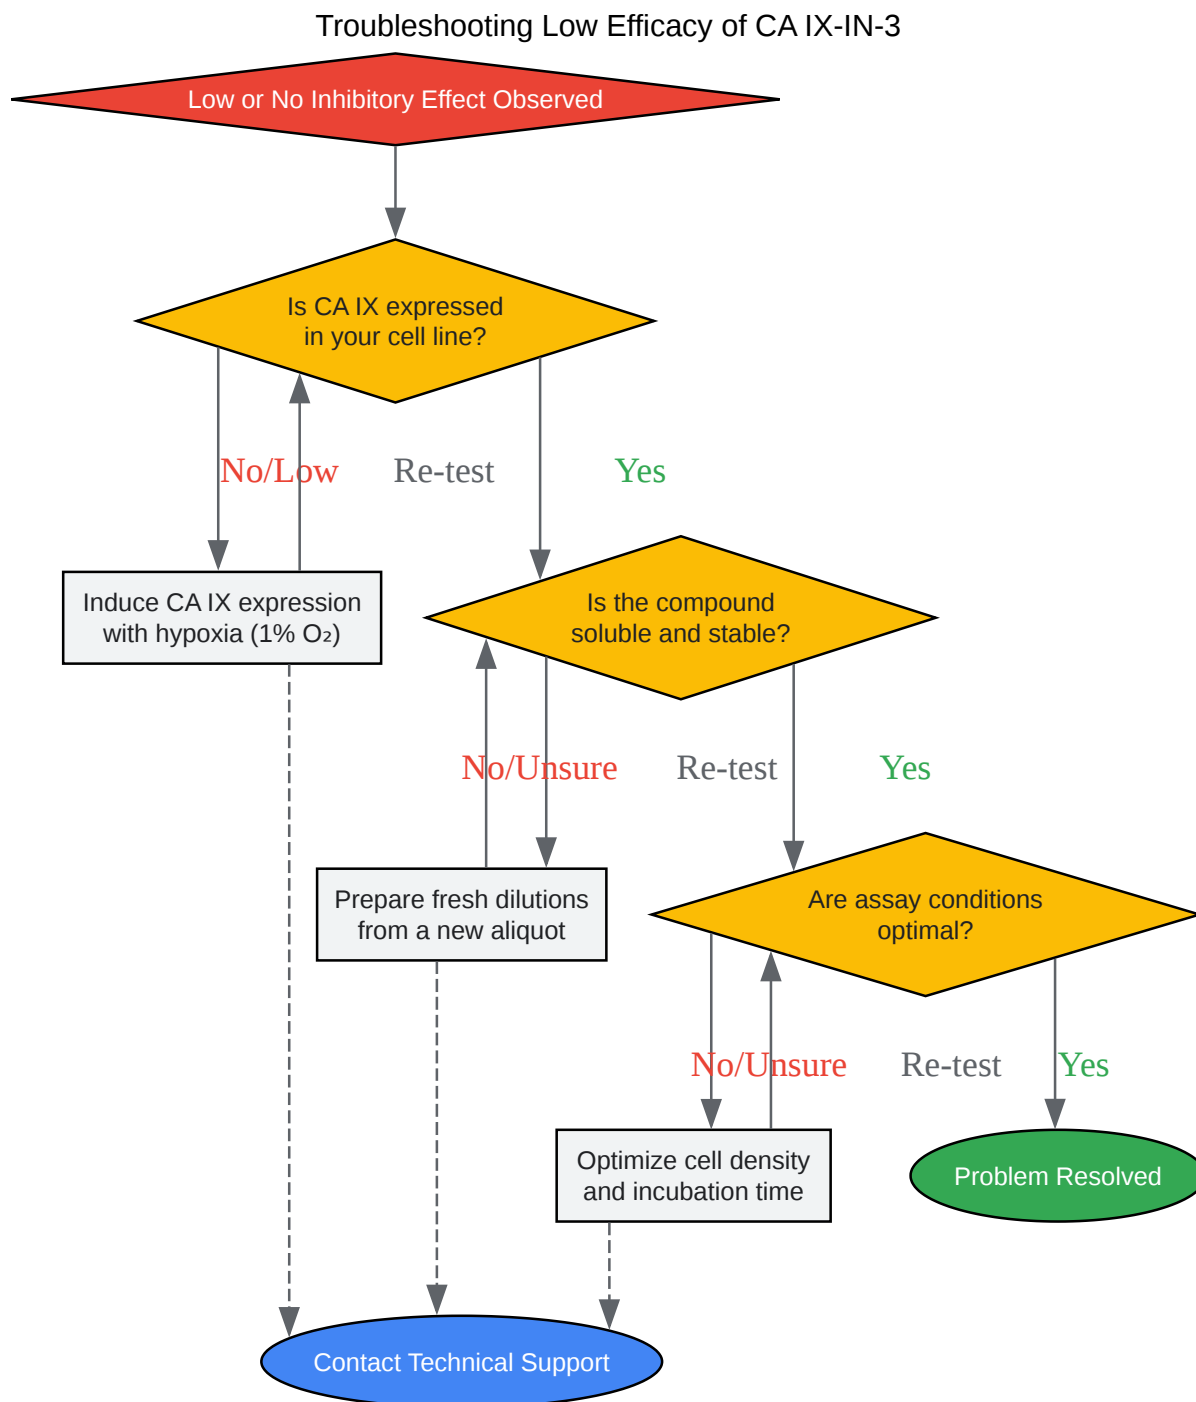 Troubleshooting Low Efficacy of CA IX-IN-3
Low or No Inhibitory Effect Observed
Is CA IX expressed
in your cell line?
No/Low
Re-test
Yes
Induce CA IX expression
with hypoxia (1% O₂)
Is the compound
soluble and stable?
No/Unsure
Re-test
Yes
Prepare fresh dilutions
from a new aliquot
Are assay conditions
optimal?
No/Unsure
Re-test
Yes
Optimize cell density
and incubation time
Problem Resolved
Contact Technical Support